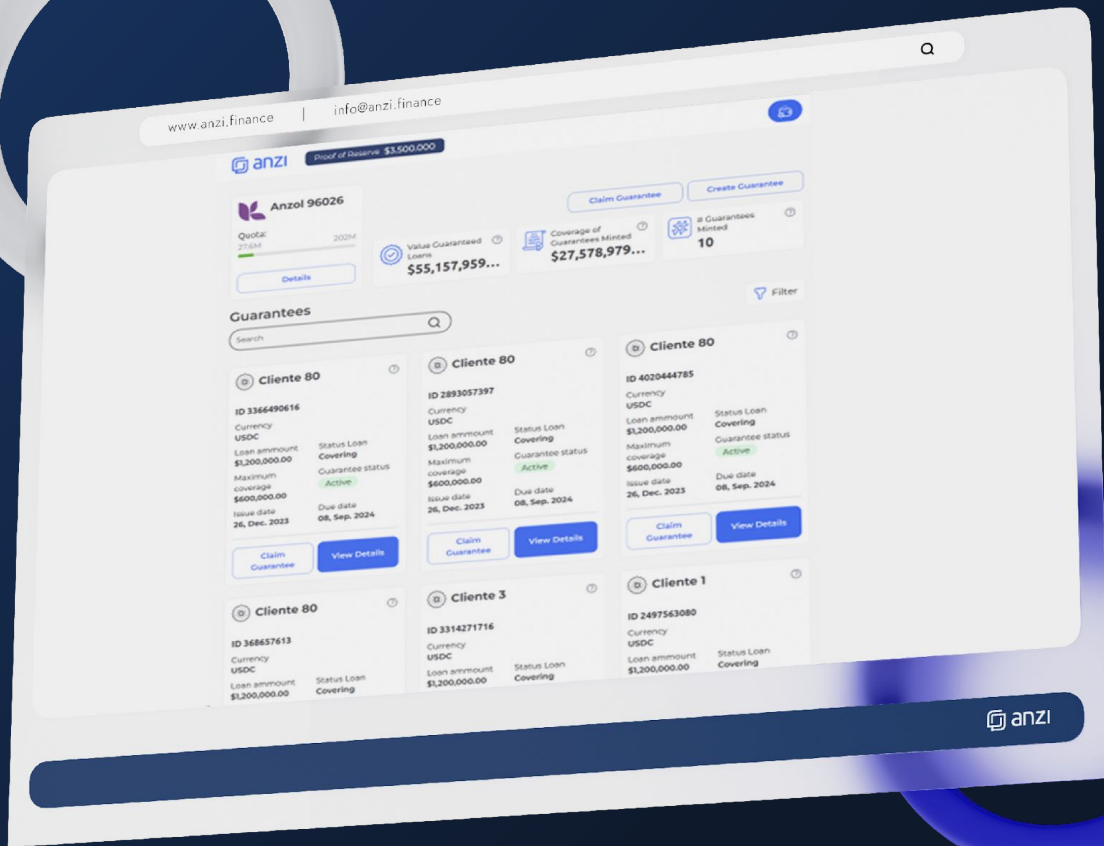 www.anzi.finance | info@anzi.finance
anzi
Proof of Reserve $3.500.000
Claim Guarantee
Create Guarantee
Anzol 96026
Quota:
27.6M 202M
Details
Value Guaranteed
Loans
$55,157,959...
Coverage of
Guarantees Minted
$27,578,979...
# Guarantees
Minted
10
Guarantees
Filter
Search
Cliente 80
ID 3366490616
Currency
USDC
Loan ammount
$1,200,000.00
Status Loan
Covering
Maximum
coverage
$600,000.00
Guarantee status
Active
Issue date
26, Dec. 2023
Due date
08, Sep. 2024
Claim
Guarantee
View Details
Cliente 80
ID 2893057397
Currency
USDC
Loan ammount
$1,200,000.00
Status Loan
Covering
Maximum
coverage
$600,000.00
Guarantee status
Active
Issue date
26, Dec. 2023
Due date
08, Sep. 2024
Claim
Guarantee
View Details
Cliente 80
ID 4020444785
Currency
USDC
Loan ammount
$1,200,000.00
Status Loan
Covering
Maximum
coverage
$600,000.00
Guarantee status
Active
Issue date
26, Dec. 2023
Due date
08, Sep. 2024
Claim
Guarantee
View Details
Cliente 80
ID 368657613
Currency
USDC
Loan ammount
$1,200,000.00
Status Loan
Covering
Cliente 3
ID 3314271716
Currency
USDC
Loan ammount
$1,200,000.00
Status Loan
Covering
Cliente 1
ID 2497563080
Currency
USDC
Loan ammount
$1,200,000.00
Status Loan
Covering
anzi